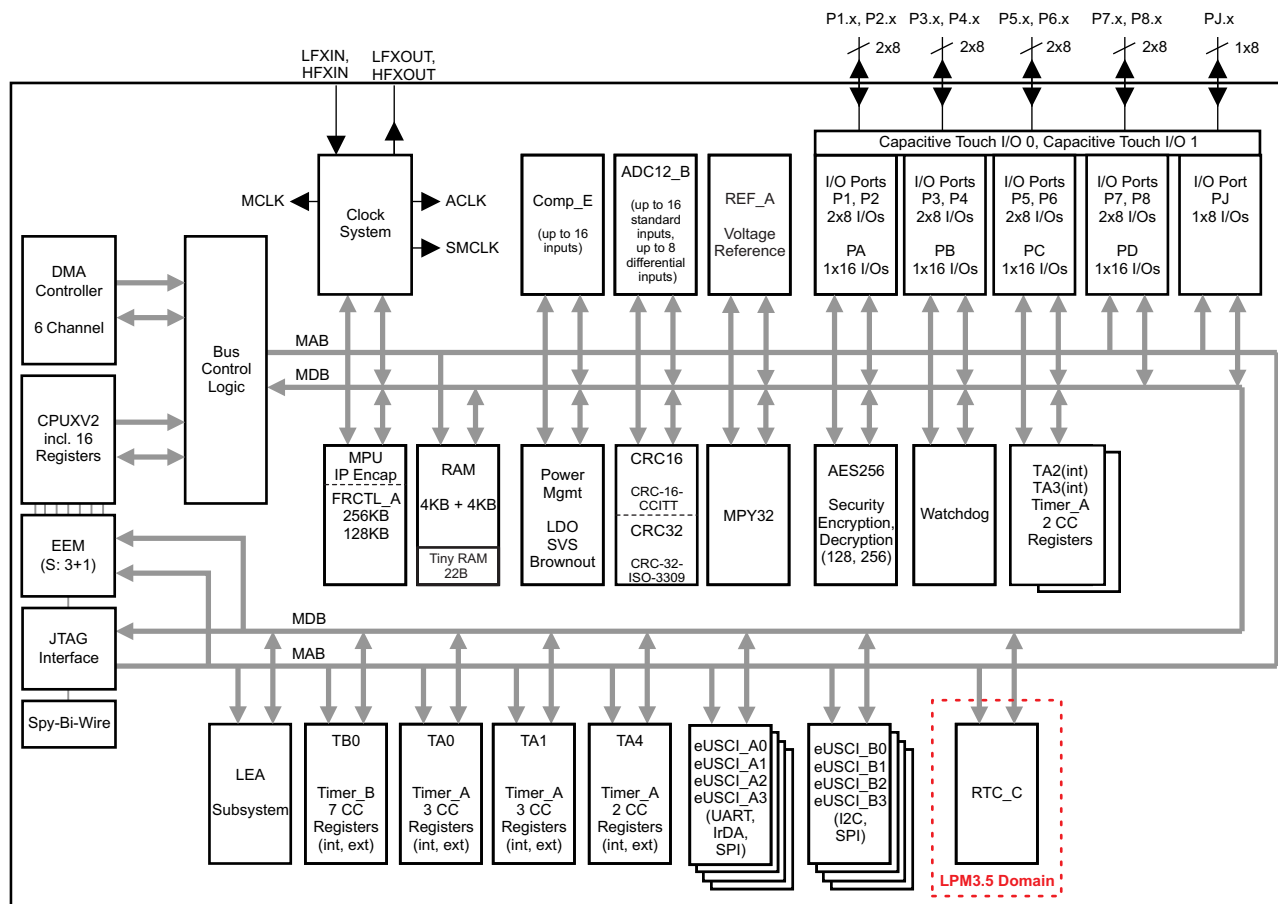 P1.x, P2.x
P3.x, P4.x
P5.x, P6.x
P7.x, P8.x
PJ.x
2x8
2x8
2x8
2x8
1x8
LFXIN,
HFXIN
LFXOUT,
HFXOUT
Capacitive Touch I/O 0, Capacitive Touch I/O 1
MCLK
Clock
System
ACLK
SMCLK
Comp_E
(up to 16
inputs)
ADC12_B
(up to 16
standard
inputs,
up to 8
differential
inputs)
REF_A
Voltage
Reference
I/O Ports
P1, P2
2x8 I/Os
PA
1x16 I/Os
I/O Ports
P3, P4
2x8 I/Os
PB
1x16 I/Os
I/O Ports
P5, P6
2x8 I/Os
PC
1x16 I/Os
I/O Ports
P7, P8
2x8 I/Os
PD
1x16 I/Os
I/O Port
PJ
1x8 I/Os
DMA
Controller
6 Channel
Bus
Control
Logic
MAB
MDB
CPUXV2
incl. 16
Registers
MPU
IP Encap
FRCTL_A
256KB
128KB
RAM
4KB + 4KB
Tiny RAM
22B
Power
Mgmt
LDO
SVS
Brownout
CRC16
CRC-16-
CCITT
CRC32
CRC-32-
ISO-3309
MPY32
AES256
Security
Encryption,
Decryption
(128, 256)
Watchdog
TA2(int)
TA3(int)
Timer_A
2 CC
Registers
EEM
(S: 3+1)
JTAG
Interface
Spy-Bi-Wire
MDB
MAB
LEA
Subsystem
TB0
Timer_B
7 CC
Registers
(int, ext)
TA0
Timer_A
3 CC
Registers
(int, ext)
TA1
Timer_A
3 CC
Registers
(int, ext)
TA4
Timer_A
2 CC
Registers
(int, ext)
eUSCI_A0
eUSCI_A1
eUSCI_A2
eUSCI_A3
(UART,
IrDA,
SPI)
eUSCI_B0
eUSCI_B1
eUSCI_B2
eUSCI_B3
(I2C,
SPI)
RTC_C
LPM3.5 Domain